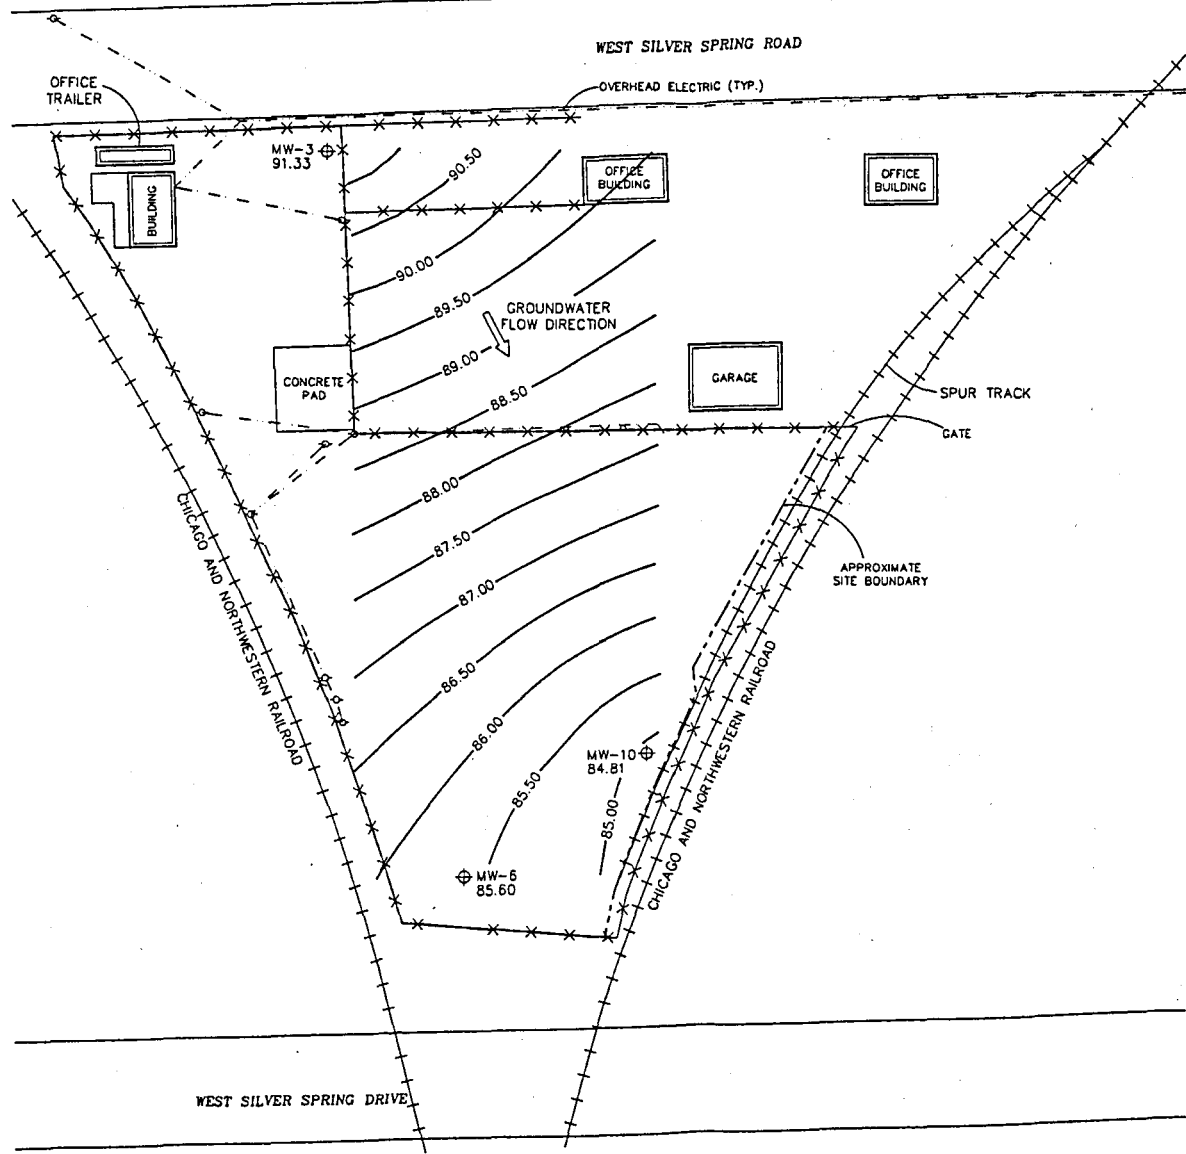 WEST SILVER SPRING ROAD
OFFICE
TRAILER
OVERHEAD ELECTRIC (TYP.)
MW-3
91.33
90.50
OFFICE
BUILDING
OFFICE
BUILDING
BUILDING
90.00
89.50
GROUNDWATER
FLOW DIRECTION
89.00
CONCRETE
PAD
88.50
GARAGE
SPUR TRACK
GATE
88.00
CHICAGO AND NORTHWESTERN RAILROAD
87.50
APPROXIMATE
SITE BOUNDARY
87.00
86.50
86.00
CHICAGO AND NORTHWESTERN RAILROAD
MW-10
84.81
85.50
85.00
MW-6
85.60
WEST SILVER SPRING DRIVE